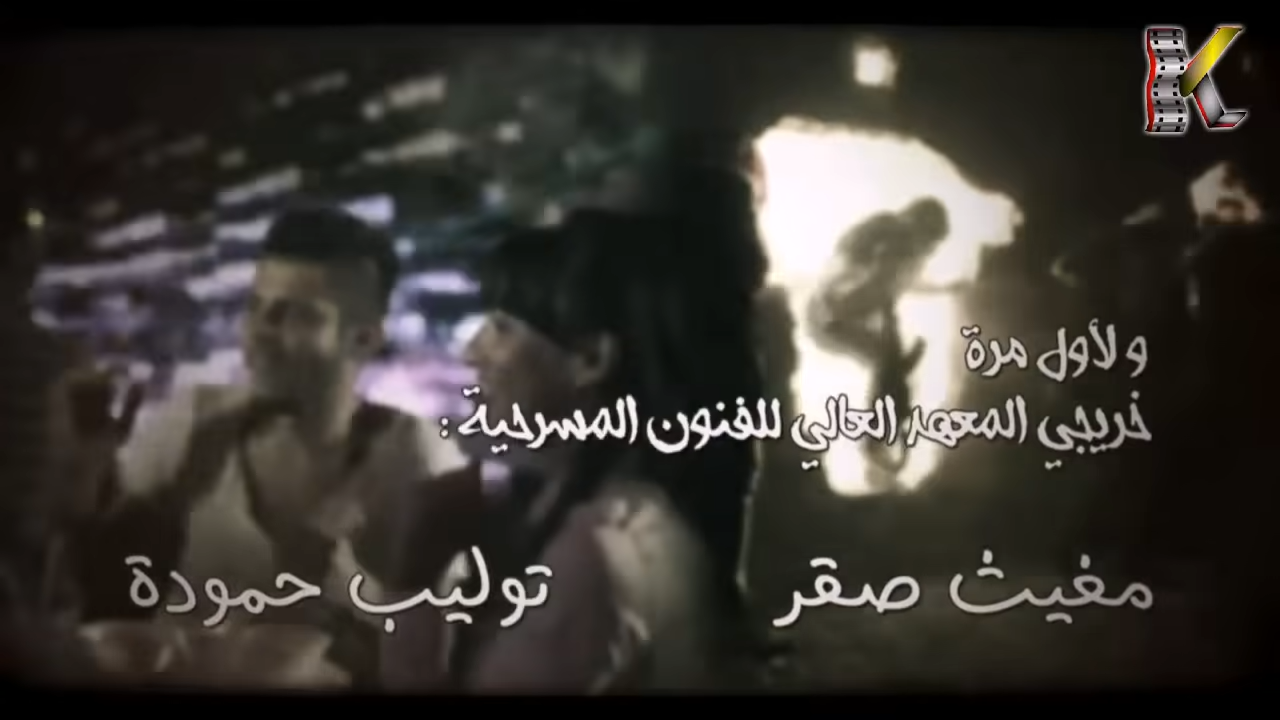 ولأول مرة
خريجي المعهد العالي للفنون المسرحية :
مغيث صقر
توليب حمودة